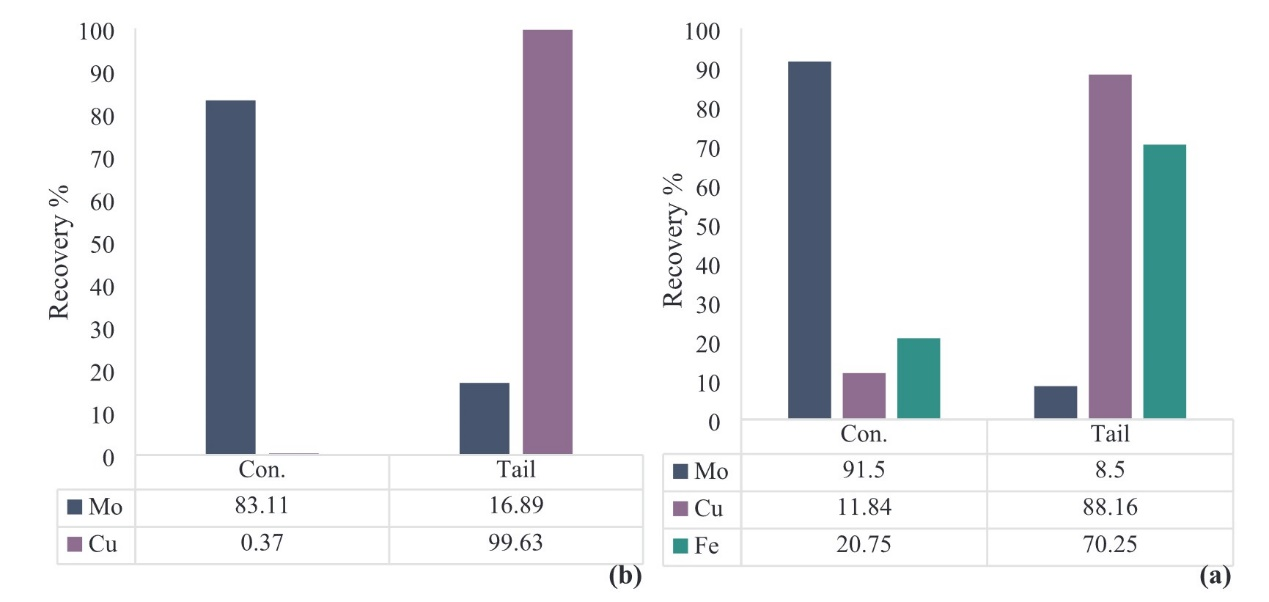 100
90
80
70
60
50
40
30
20
10
0
Recovery %
Con. Tail
Mo 83.11 16.89
Cu 0.37 99.63
(b)
100
90
80
70
60
50
40
30
20
10
0
Recovery %
Con. Tail
Mo 91.5 8.5
Cu 11.84 88.16
Fe 20.75 70.25
(a)